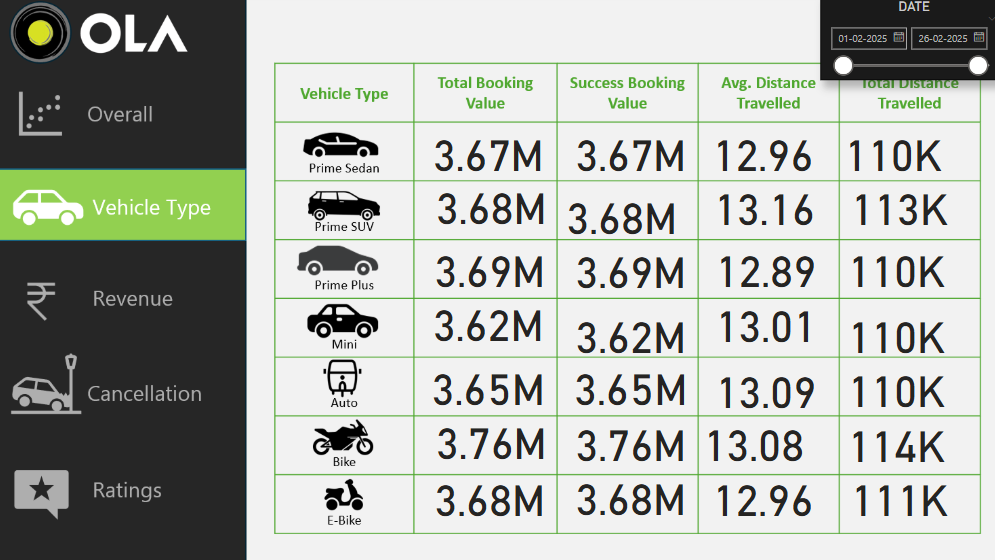 OLA
DATE
01-02-2025 26-02-2025
Overall
Vehicle Type
Revenue
Cancellation
Ratings
Vehicle Type Total Booking Value Success Booking Value Avg. Distance Travelled Total Distance Travelled
Prime Sedan 3.67M 3.67M 12.96 110K
Prime SUV 3.68M 3.68M 13.16 113K
Prime Plus 3.69M 3.69M 12.89 110K
Mini 3.62M 3.62M 13.01 110K
Auto 3.65M 3.65M 13.09 110K
Bike 3.76M 3.76M 13.08 114K
E-Bike 3.68M 3.68M 12.96 111K